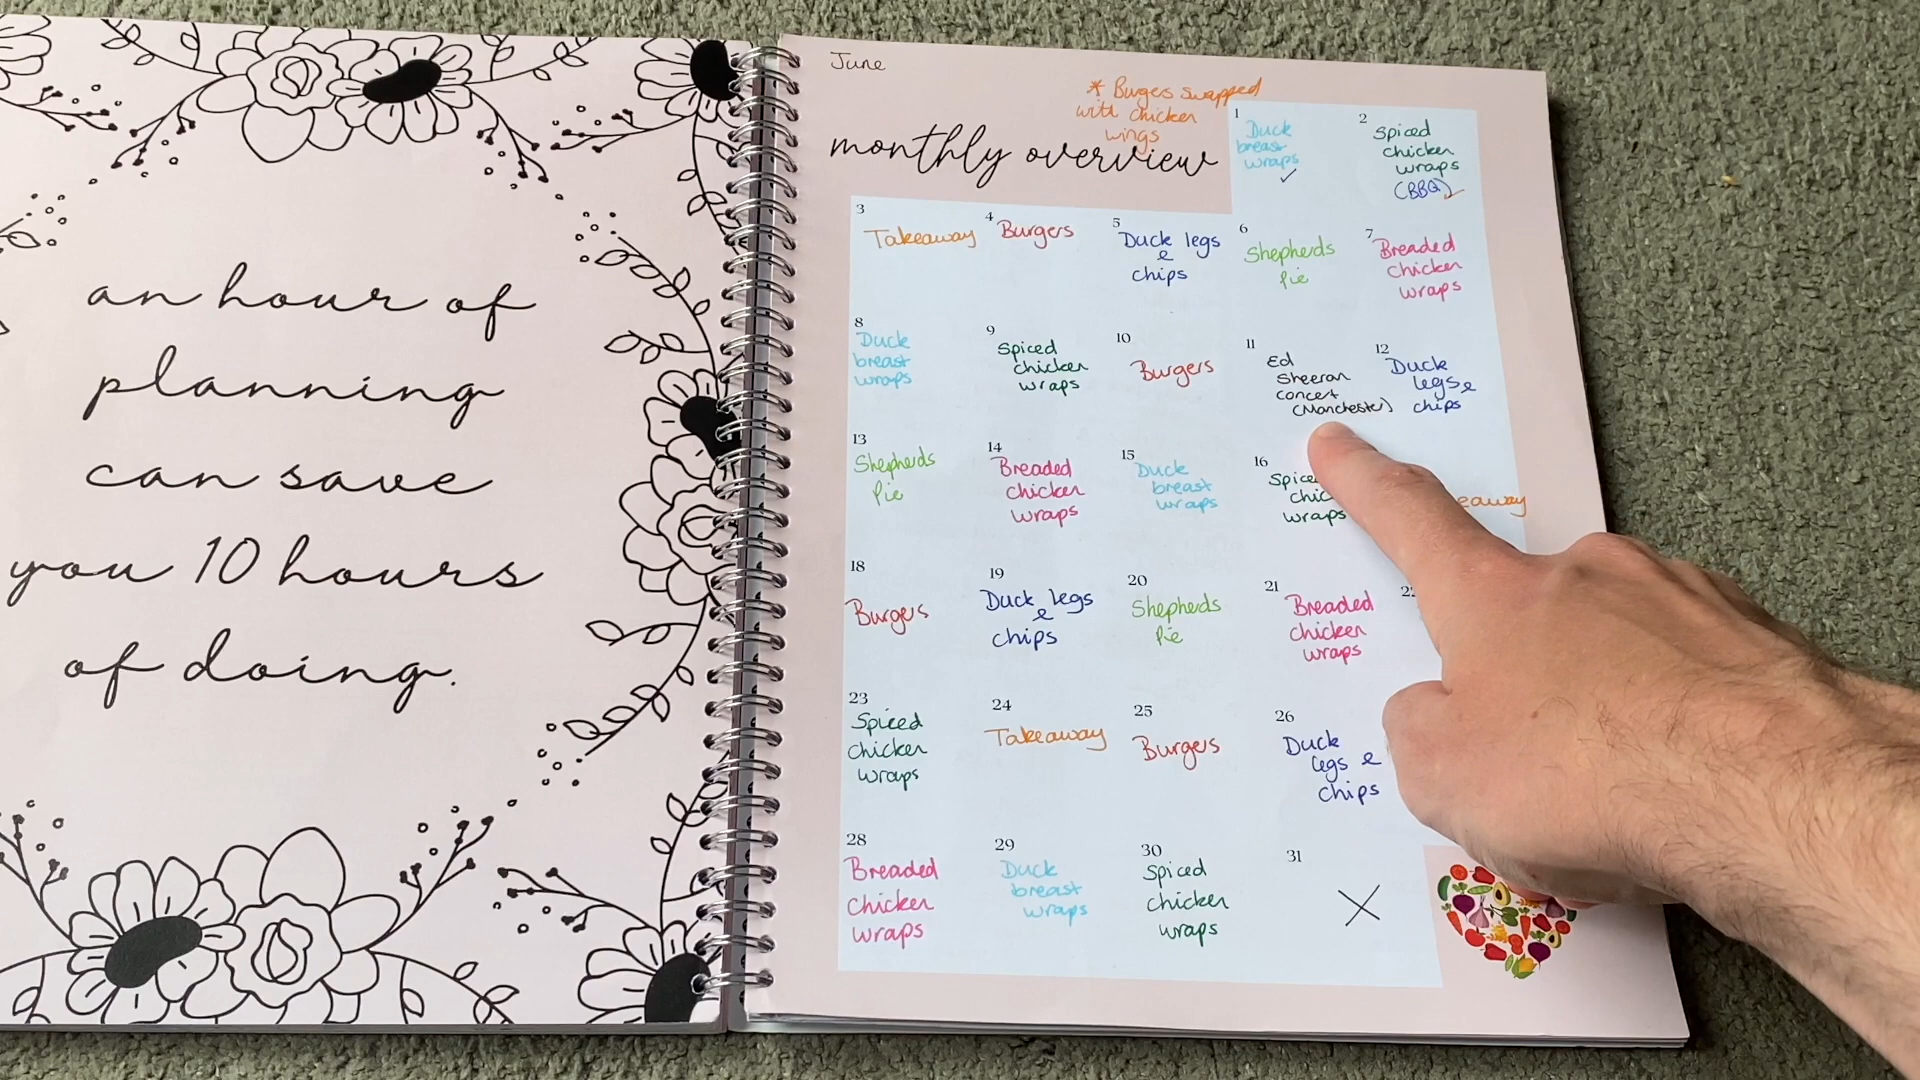 an hour of
planning
can save
you 10 hours
of doing.
June
* Burgers swapped
with chicken
wings
monthly overview
1
Duck
breast
wraps
2
Spiced
chicken
wraps
(BBQ)
3
Takeaway
4
Burgers
5
Duck legs
&
chips
6
Shepherds
Pie
7
Breaded
chicken
wraps
8
Duck
breast
wraps
9
Spiced
chicken
wraps
10
Burgers
11
Ed
Sheeran
concert
(Manchester)
12
Duck
legs &
chips
13
Shepherds
Pie
14
Breaded
chicken
wraps
15
Duck
breast
wraps
16
wraps
18
Burgers
19
Duck legs
&
chips
20
Shepherds
Pie
21
Breaded
chicken
wraps
23
Spiced
chicken
wraps
24
Takeaway
25
Burgers
26
Duck
legs &
chips
28
Breaded
chicken
wraps
29
Duck
breast
wraps
30
Spiced
chicken
wraps
31
X